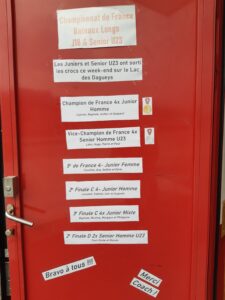 Championnat de France
Bateaux Longs
J18 & Senior U23
Les Juniors et Senior U23 ont sorti
les crocs ce week-end sur le Lac
des Dagueys
Champion de France 4x Junior
Homme
Vice-Champion de France 4x
Senior Homme U23
5e de France 4- Junior Femme
2e Finale C 4- Junior Homme
3e Finale C 4x Junior Mixte
2e Finale D 2x Senior Homme U23
Bravo à tous !!!
Merci
Coach !